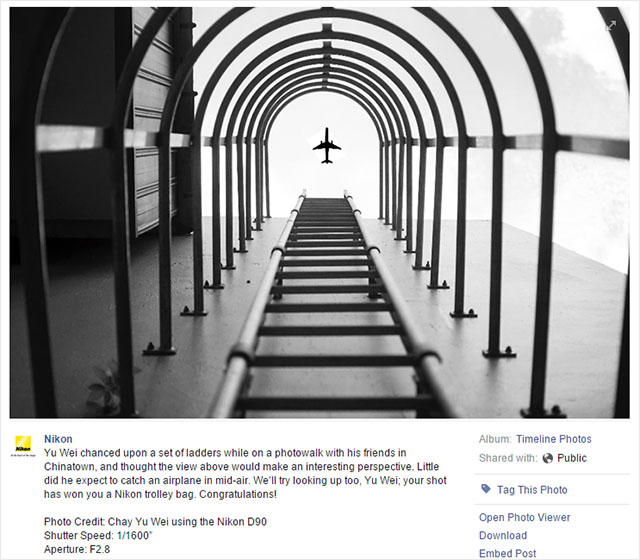 Nikon
Nikon
Yu Wei chanced upon a set of ladders while on a photowalk with his friends in
Chinatown, and thought the view above would make an interesting perspective. Little
did he expect to catch an airplane in mid-air. We'll try looking up too, Yu Wei; your shot
has won you a Nikon trolley bag. Congratulations!
Photo Credit: Chay Yu Wei using the Nikon D90
Shutter Speed: 1/1600"
Aperture: F2.8
Album: Timeline Photos
Shared with: Public
Tag This Photo
Open Photo Viewer
Download
Embed Post